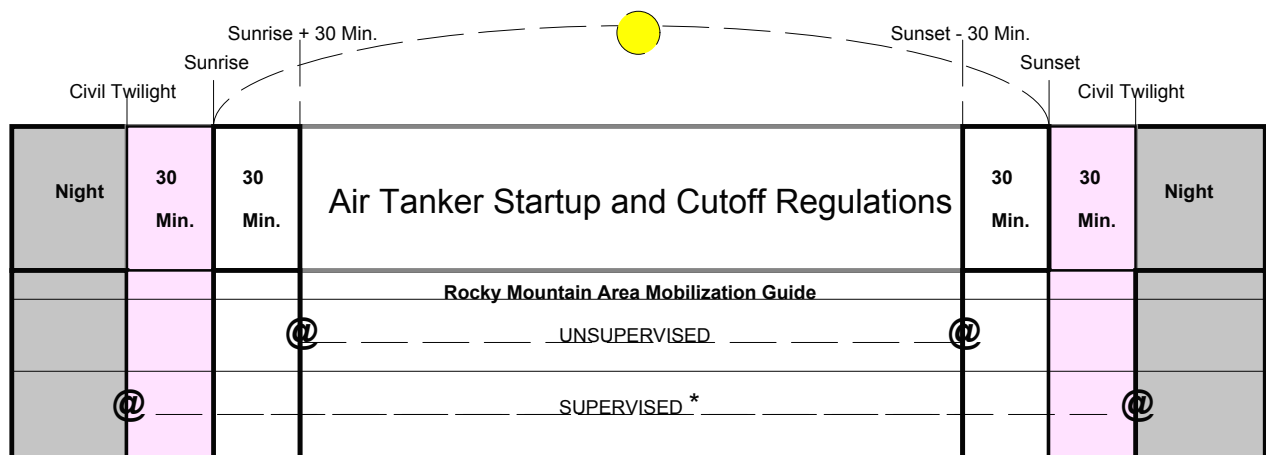 Sunrise + 30 Min.
Sunset - 30 Min.
Sunrise
Sunset
Civil Twilight
Civil Twilight
Night
30
Min.
30
Min.
Air Tanker Startup and Cutoff Regulations
30
Min.
30
Min.
Night
Rocky Mountain Area Mobilization Guide
@ UNSUPERVISED @
@ SUPERVISED * @